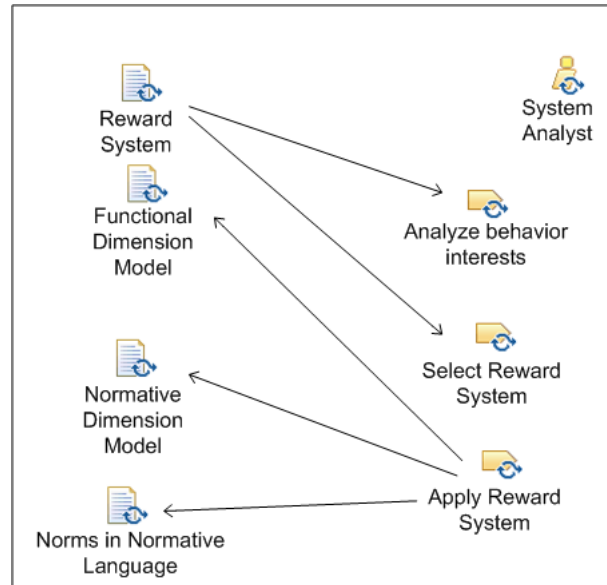 Reward
System
System
Analyst
Functional
Dimension
Model
Analyze behavior
interests
Normative
Dimension
Model
Select Reward
System
Norms in Normative
Language
Apply Reward
System